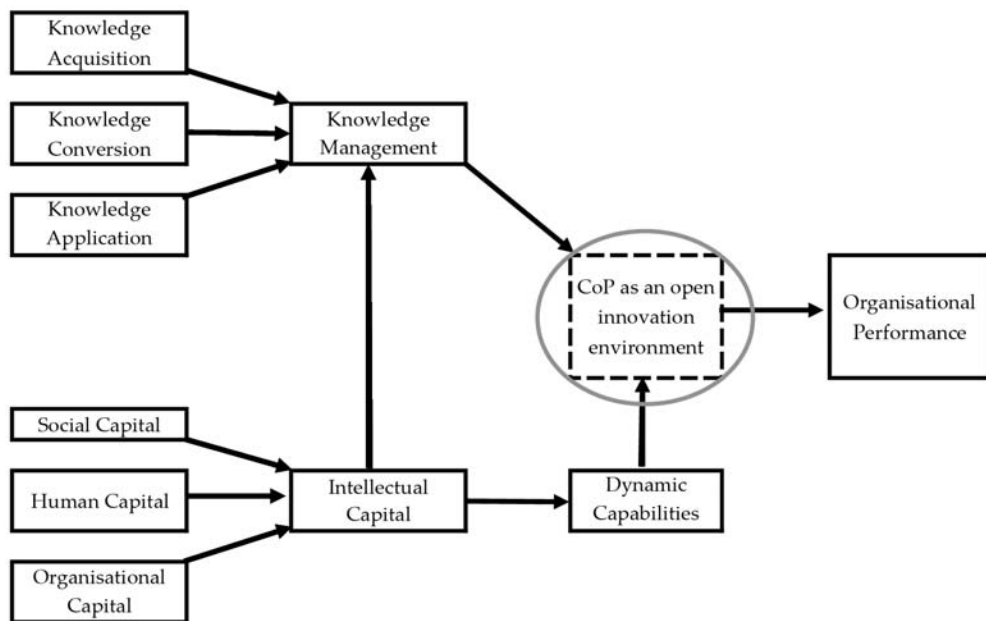 Knowledge
Acquisition
Knowledge
Conversion
Knowledge
Application
Knowledge
Management
CoP as an open
innovation
environment
Organisational
Performance
Social Capital
Human Capital
Organisational
Capital
Intellectual
Capital
Dynamic
Capabilities